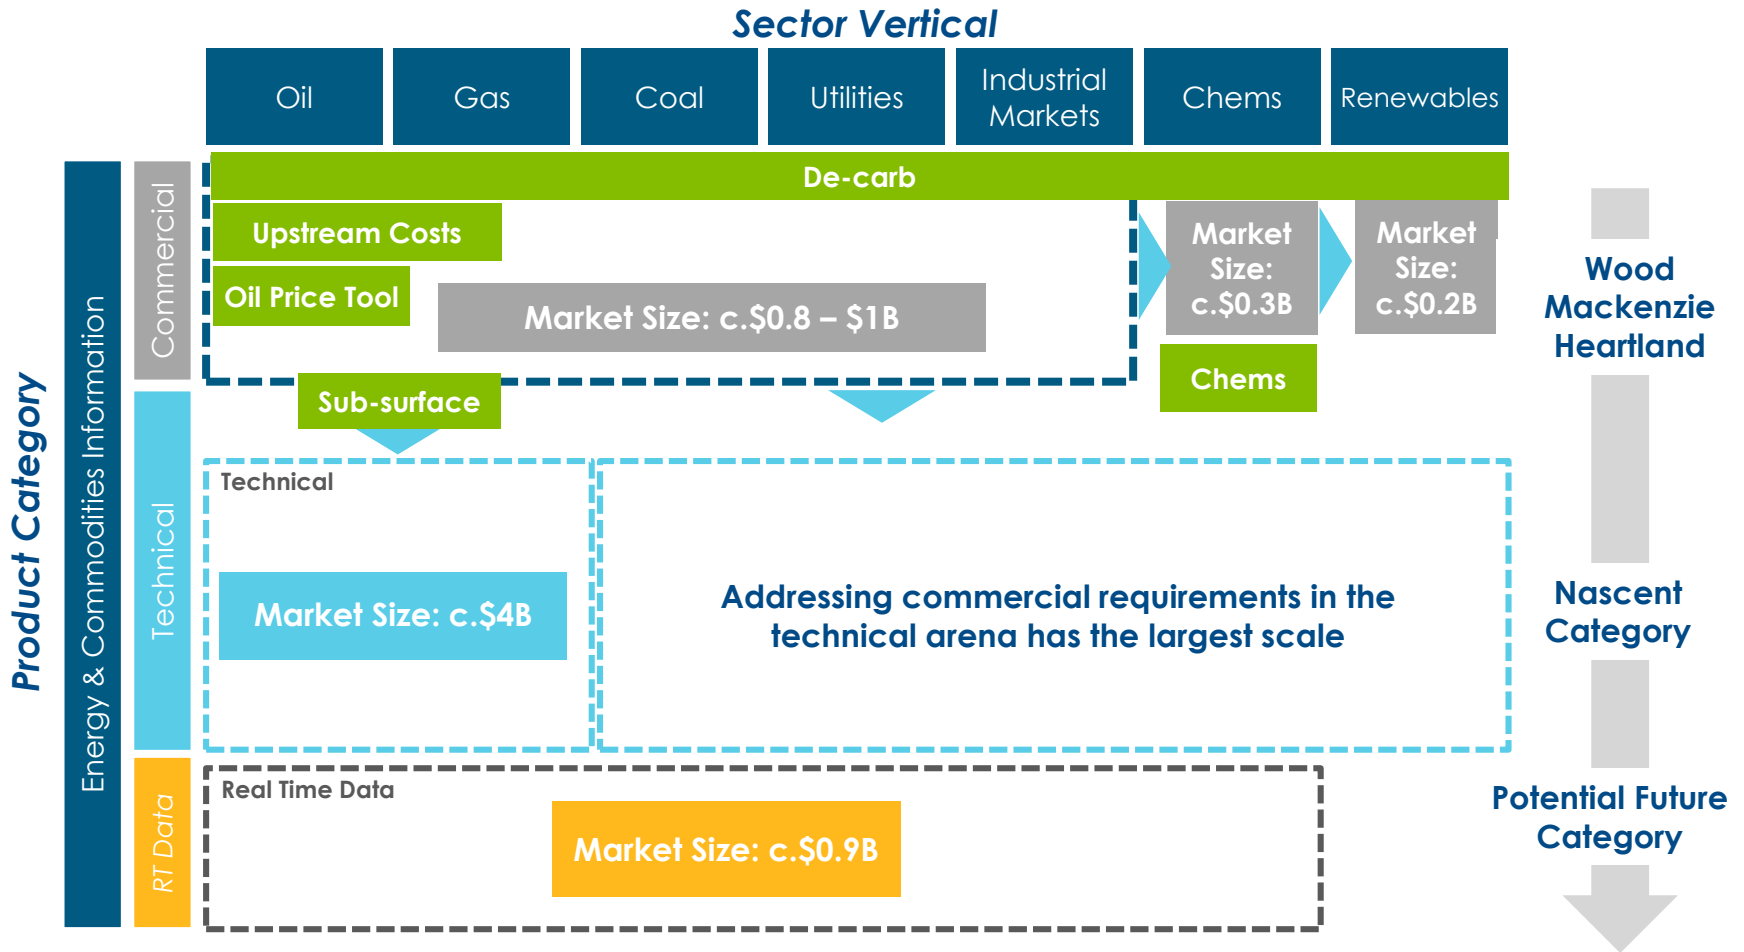 Sector Vertical
Oil
Gas
Coal
Utilities
Industrial
Markets
Chems
Renewables
Product Category
Energy & Commodities Information
Commercial
De-carb
Upstream Costs
Oil Price Tool
Market Size: c.$0.8 – $1B
Market
Size:
c.$0.3B
Market
Size:
c.$0.2B
Chems
Sub-surface
Wood
Mackenzie
Heartland
Technical
Technical
Market Size: c.$4B
Addressing commercial requirements in the
technical arena has the largest scale
Nascent
Category
RT Data
Real Time Data
Market Size: c.$0.9B
Potential Future
Category